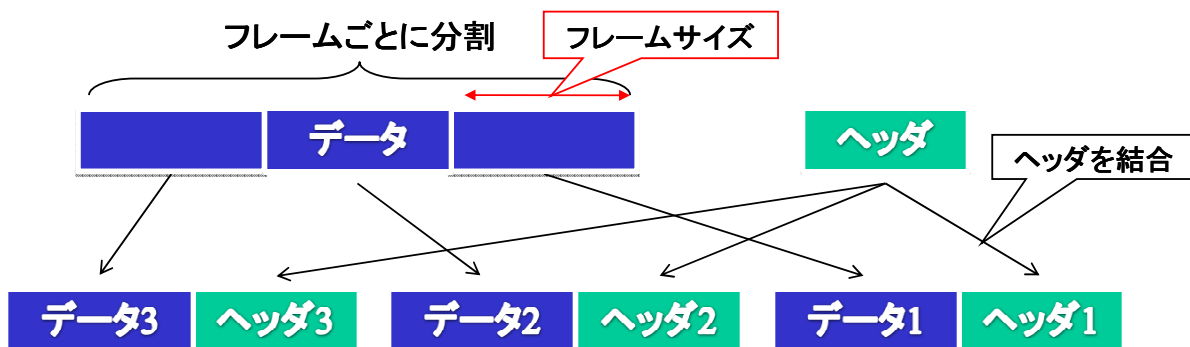 フレームごとに分割
フレームサイズ
データ
ヘッダ
ヘッダを結合
データ3
ヘッダ3
データ2
ヘッダ2
データ1
ヘッダ1